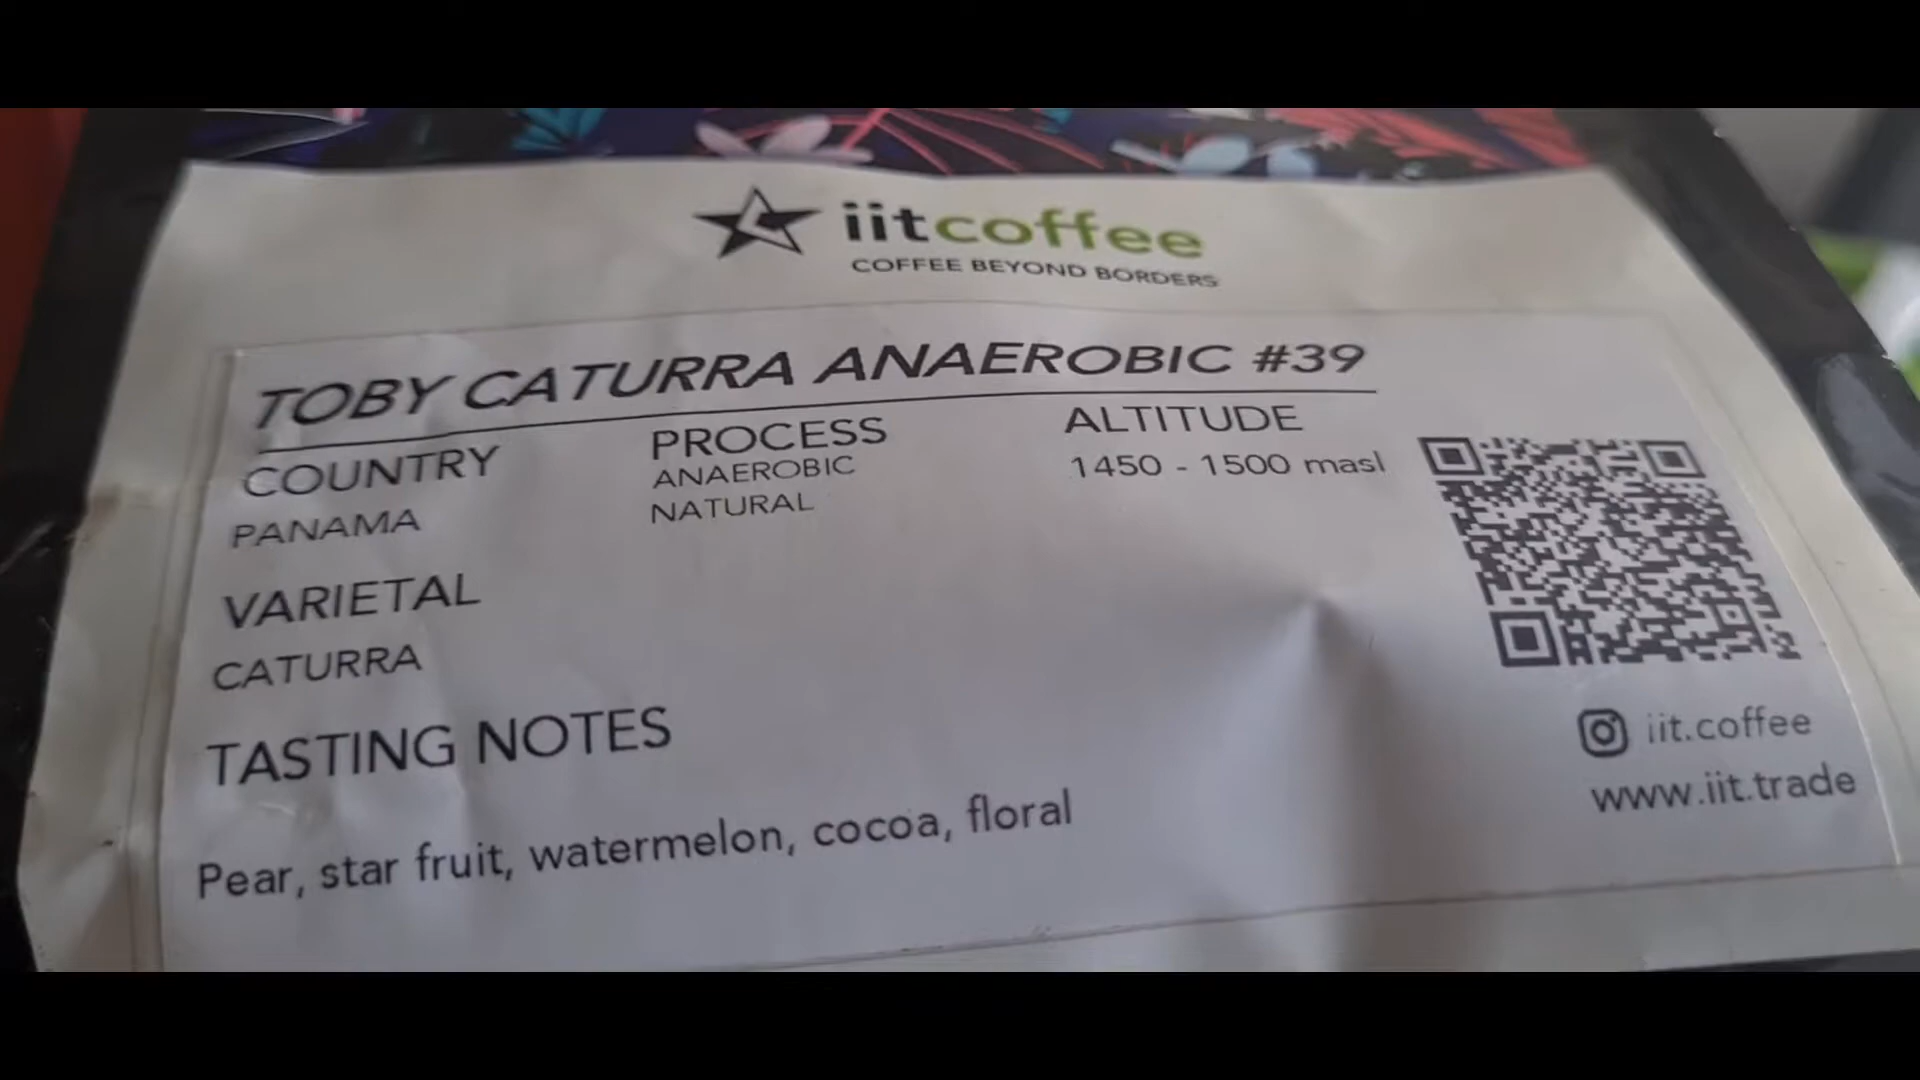 iitcoffee
COFFEE BEYOND BORDERS
TOBY CATURRA ANAEROBIC #39
COUNTRY
PANAMA
PROCESS
ANAEROBIC
NATURAL
ALTITUDE
1450 - 1500 masl
VARIETAL
CATURRA
TASTING NOTES
Pear, star fruit, watermelon, cocoa, floral
iit.coffee
www.iit.trade